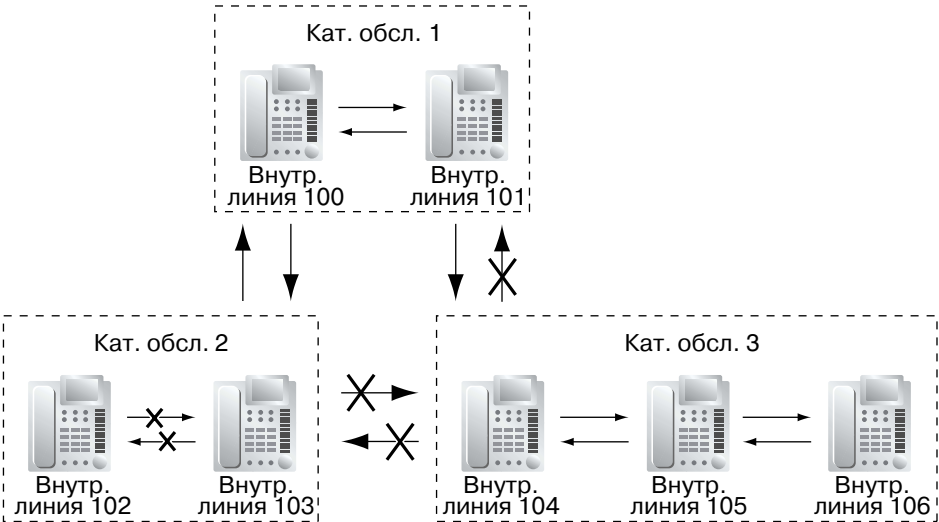 Кат. обсл. 1
Внутр. линия 100
Внутр. линия 101
Кат. обсл. 2
Кат. обсл. 3
Внутр. линия 102
Внутр. линия 103
Внутр. линия 104
Внутр. линия 105
Внутр. линия 106